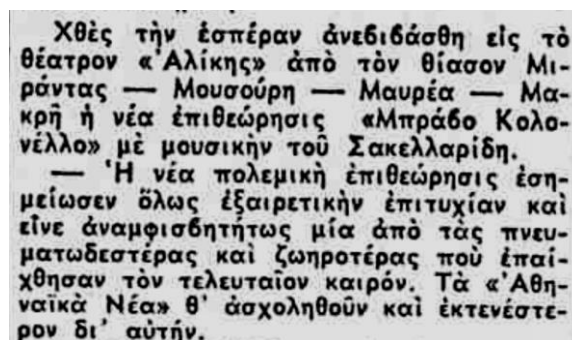 Χθὲς τὴν ἑσπέραν ἀνεβιβάσθη εἰς τὸ
θέατρον «᾿Αλίκης» ἀπὸ τὸν θίασον Μι-
ράντας — Μουσούρη — Μαυρέα — Μα-
κρῆ ἡ νέα ἐπιθεώρησις «Μπράβο Κολο-
νέλλο» μὲ μουσικὴν τοῦ Σακελλαρίδη.
— Ἡ νέα πολεμικὴ ἐπιθεώρησις ἐση-
μείωσεν ὅλως ἐξαιρετικὴν ἐπιτυχίαν καὶ
εἶνε ἀναμφισβητήτως μία ἀπὸ τὰς πνευ-
ματωδεστέρας καὶ ζωηροτέρας ποὺ ἐπαί-
χθησαν τὸν τελευταῖον καιρόν. Τὰ «᾿Αθη-
ναϊκὰ Νέα» θ' ἀσχοληθοῦν καὶ ἐκτενέστε-
ρον δι' αὐτήν.